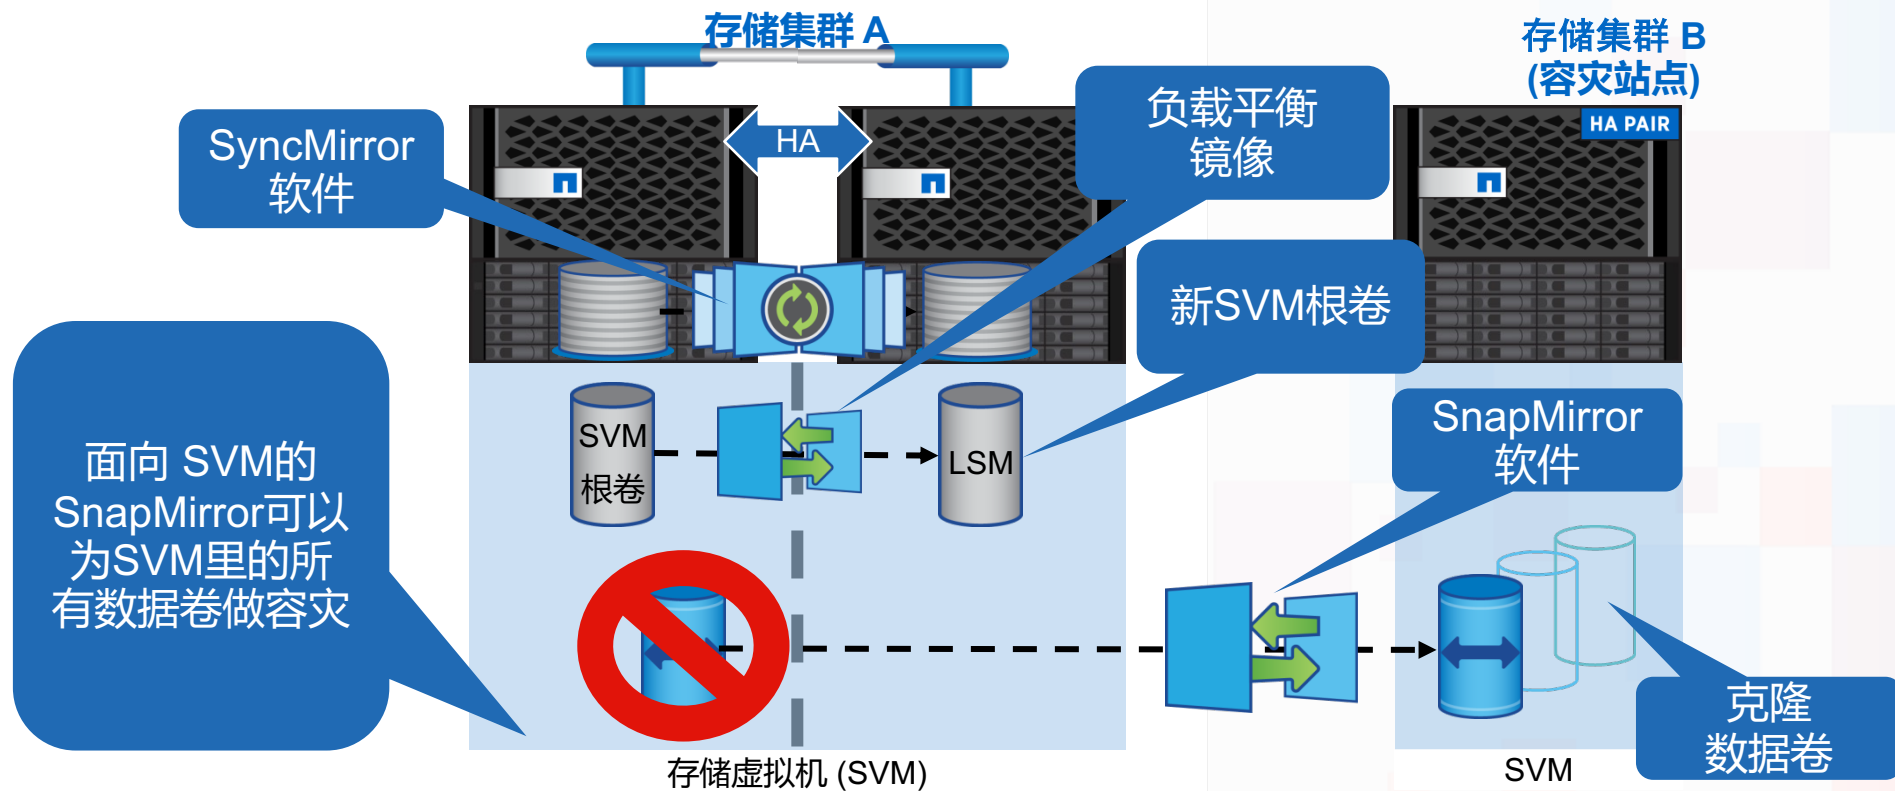 存储集群 A
存储集群 B
(容灾站点)
HA PAIR
HA
SyncMirror
软件
负载平衡
镜像
新SVM根卷
SVM
根卷
LSM
SnapMirror
软件
面向 SVM的
SnapMirror可以
为SVM里的所
有数据卷做容灾
克隆
数据卷
存储虚拟机 (SVM)
SVM